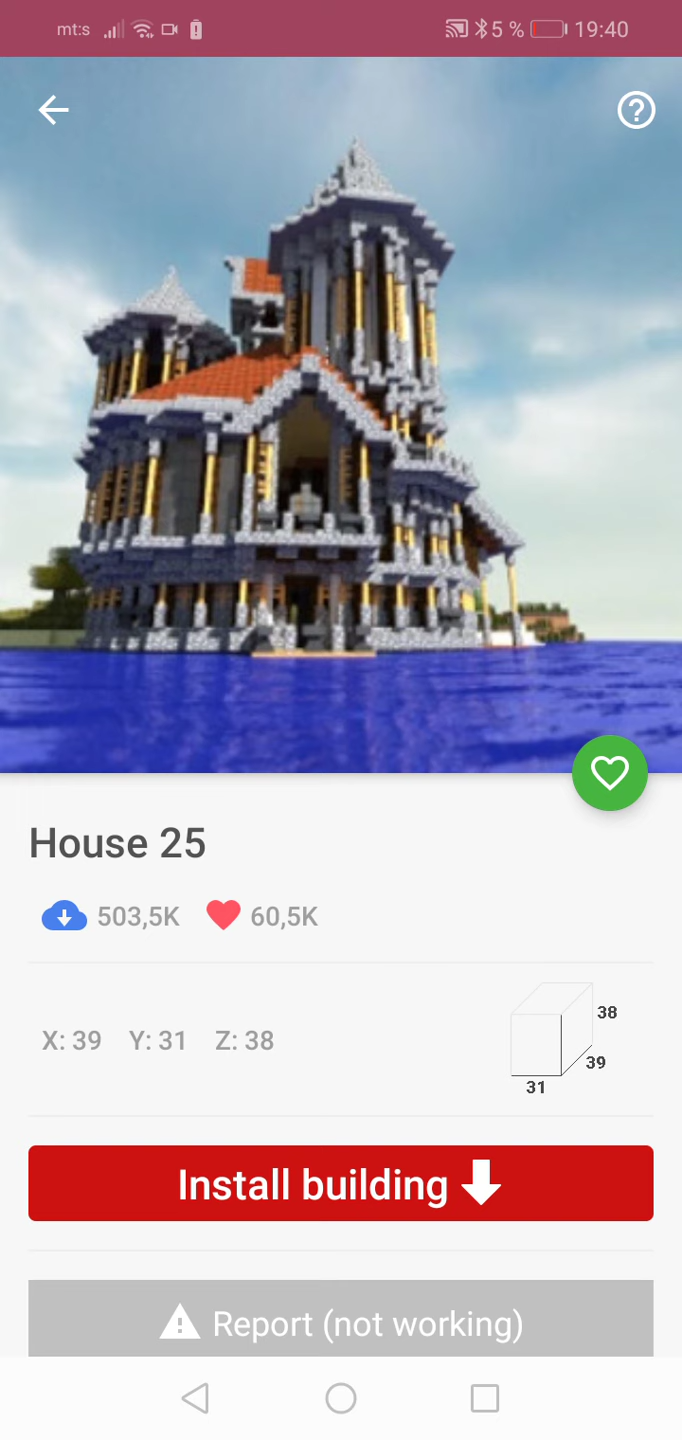 mt:s 5 % 19:40
House 25
503,5K 60,5K
X: 39 Y: 31 Z: 38
38
39
31
Install building
Report (not working)